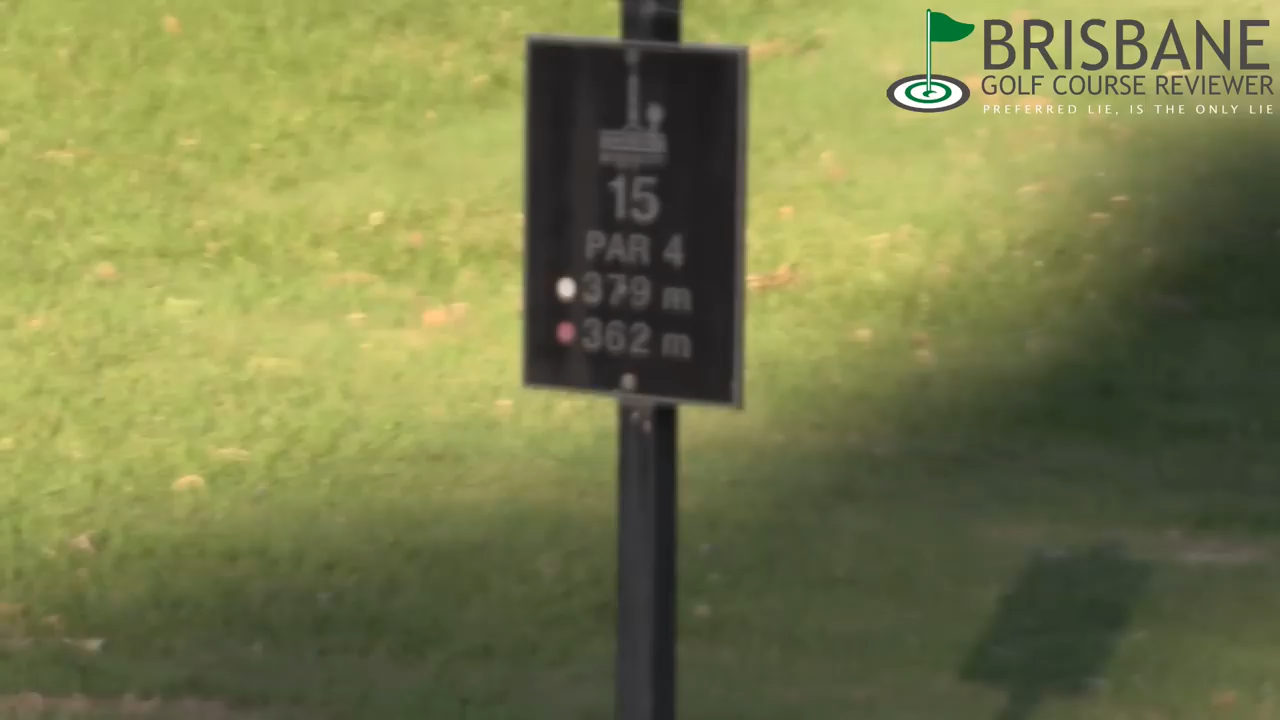 BRISBANE
GOLF COURSE REVIEWER
PREFERRED LIE, IS THE ONLY LIE
15
PAR 4
379 m
362 m